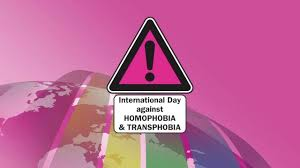 International Day
against
HOMOPHOBIA
& TRANSPHOBIA